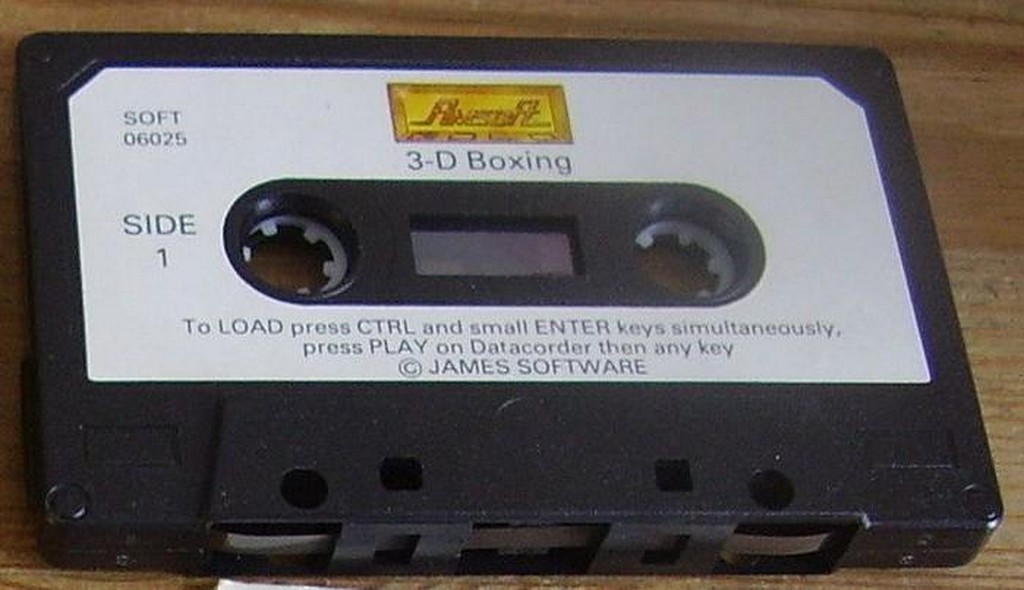 SOFT
06025
Amsoft
3-D Boxing
SIDE
1
To LOAD press CTRL and small ENTER keys simultaneously,
press PLAY on Datacorder then any key
© JAMES SOFTWARE